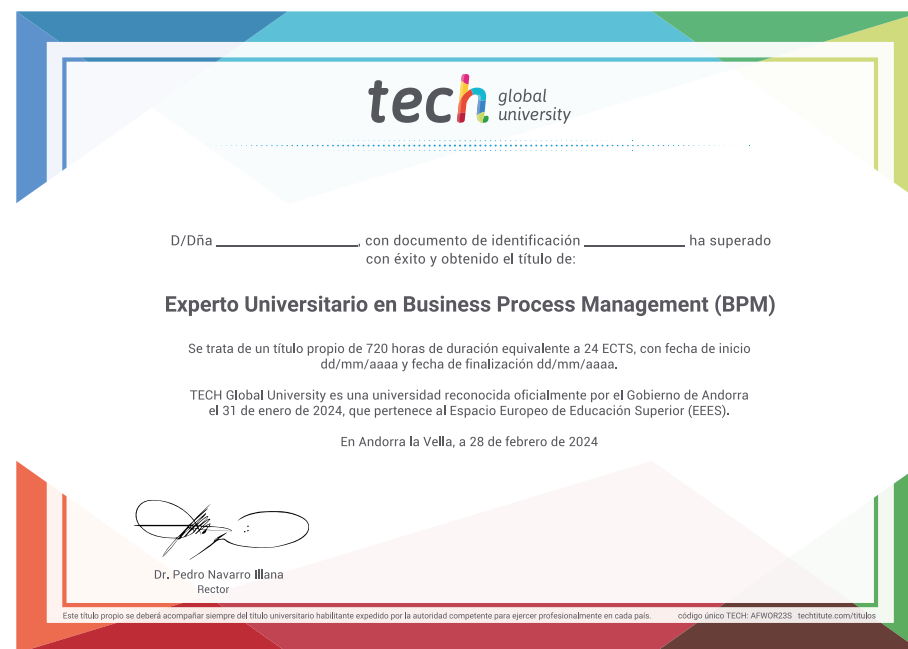 tech global university
D/Dña ____________________, con documento de identificación ______________ ha superado
con éxito y obtenido el título de:
Experto Universitario en Business Process Management (BPM)
Se trata de un título propio de 720 horas de duración equivalente a 24 ECTS, con fecha de inicio
dd/mm/aaaa y fecha de finalización dd/mm/aaaa.
TECH Global University es una universidad reconocida oficialmente por el Gobierno de Andorra
el 31 de enero de 2024, que pertenece al Espacio Europeo de Educación Superior (EEES).
En Andorra la Vella, a 28 de febrero de 2024
Dr. Pedro Navarro Illana
Rector
Este título propio se deberá acompañar siempre del título universitario habilitante expedido por la autoridad competente para ejercer profesionalmente en cada país. código único TECH: AFWOR23S techtitute.com/titulos